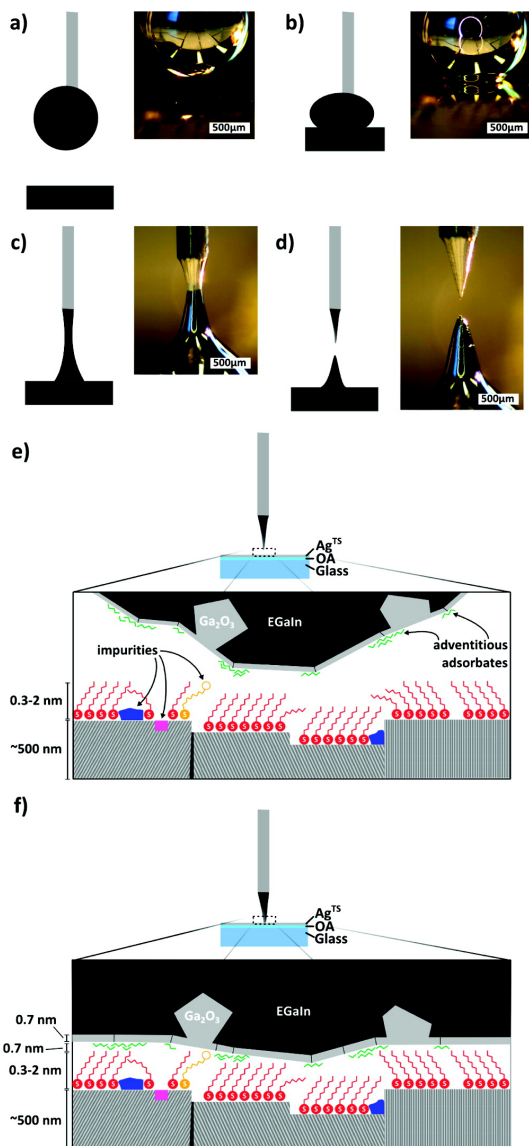 a)
500μm
b)
500μm
c)
500μm
d)
500μm
e)
Ag^TS
OA
Glass
Ga₂O₃
EGaIn
impurities
adventitious
adsorbates
0.3-2 nm
S S S S S S S S S S S S S S S S S S S S S S S
~500 nm
f)
Ag^TS
OA
Glass
Ga₂O₃
EGaIn
0.7 nm
0.7 nm
0.3-2 nm
~500 nm